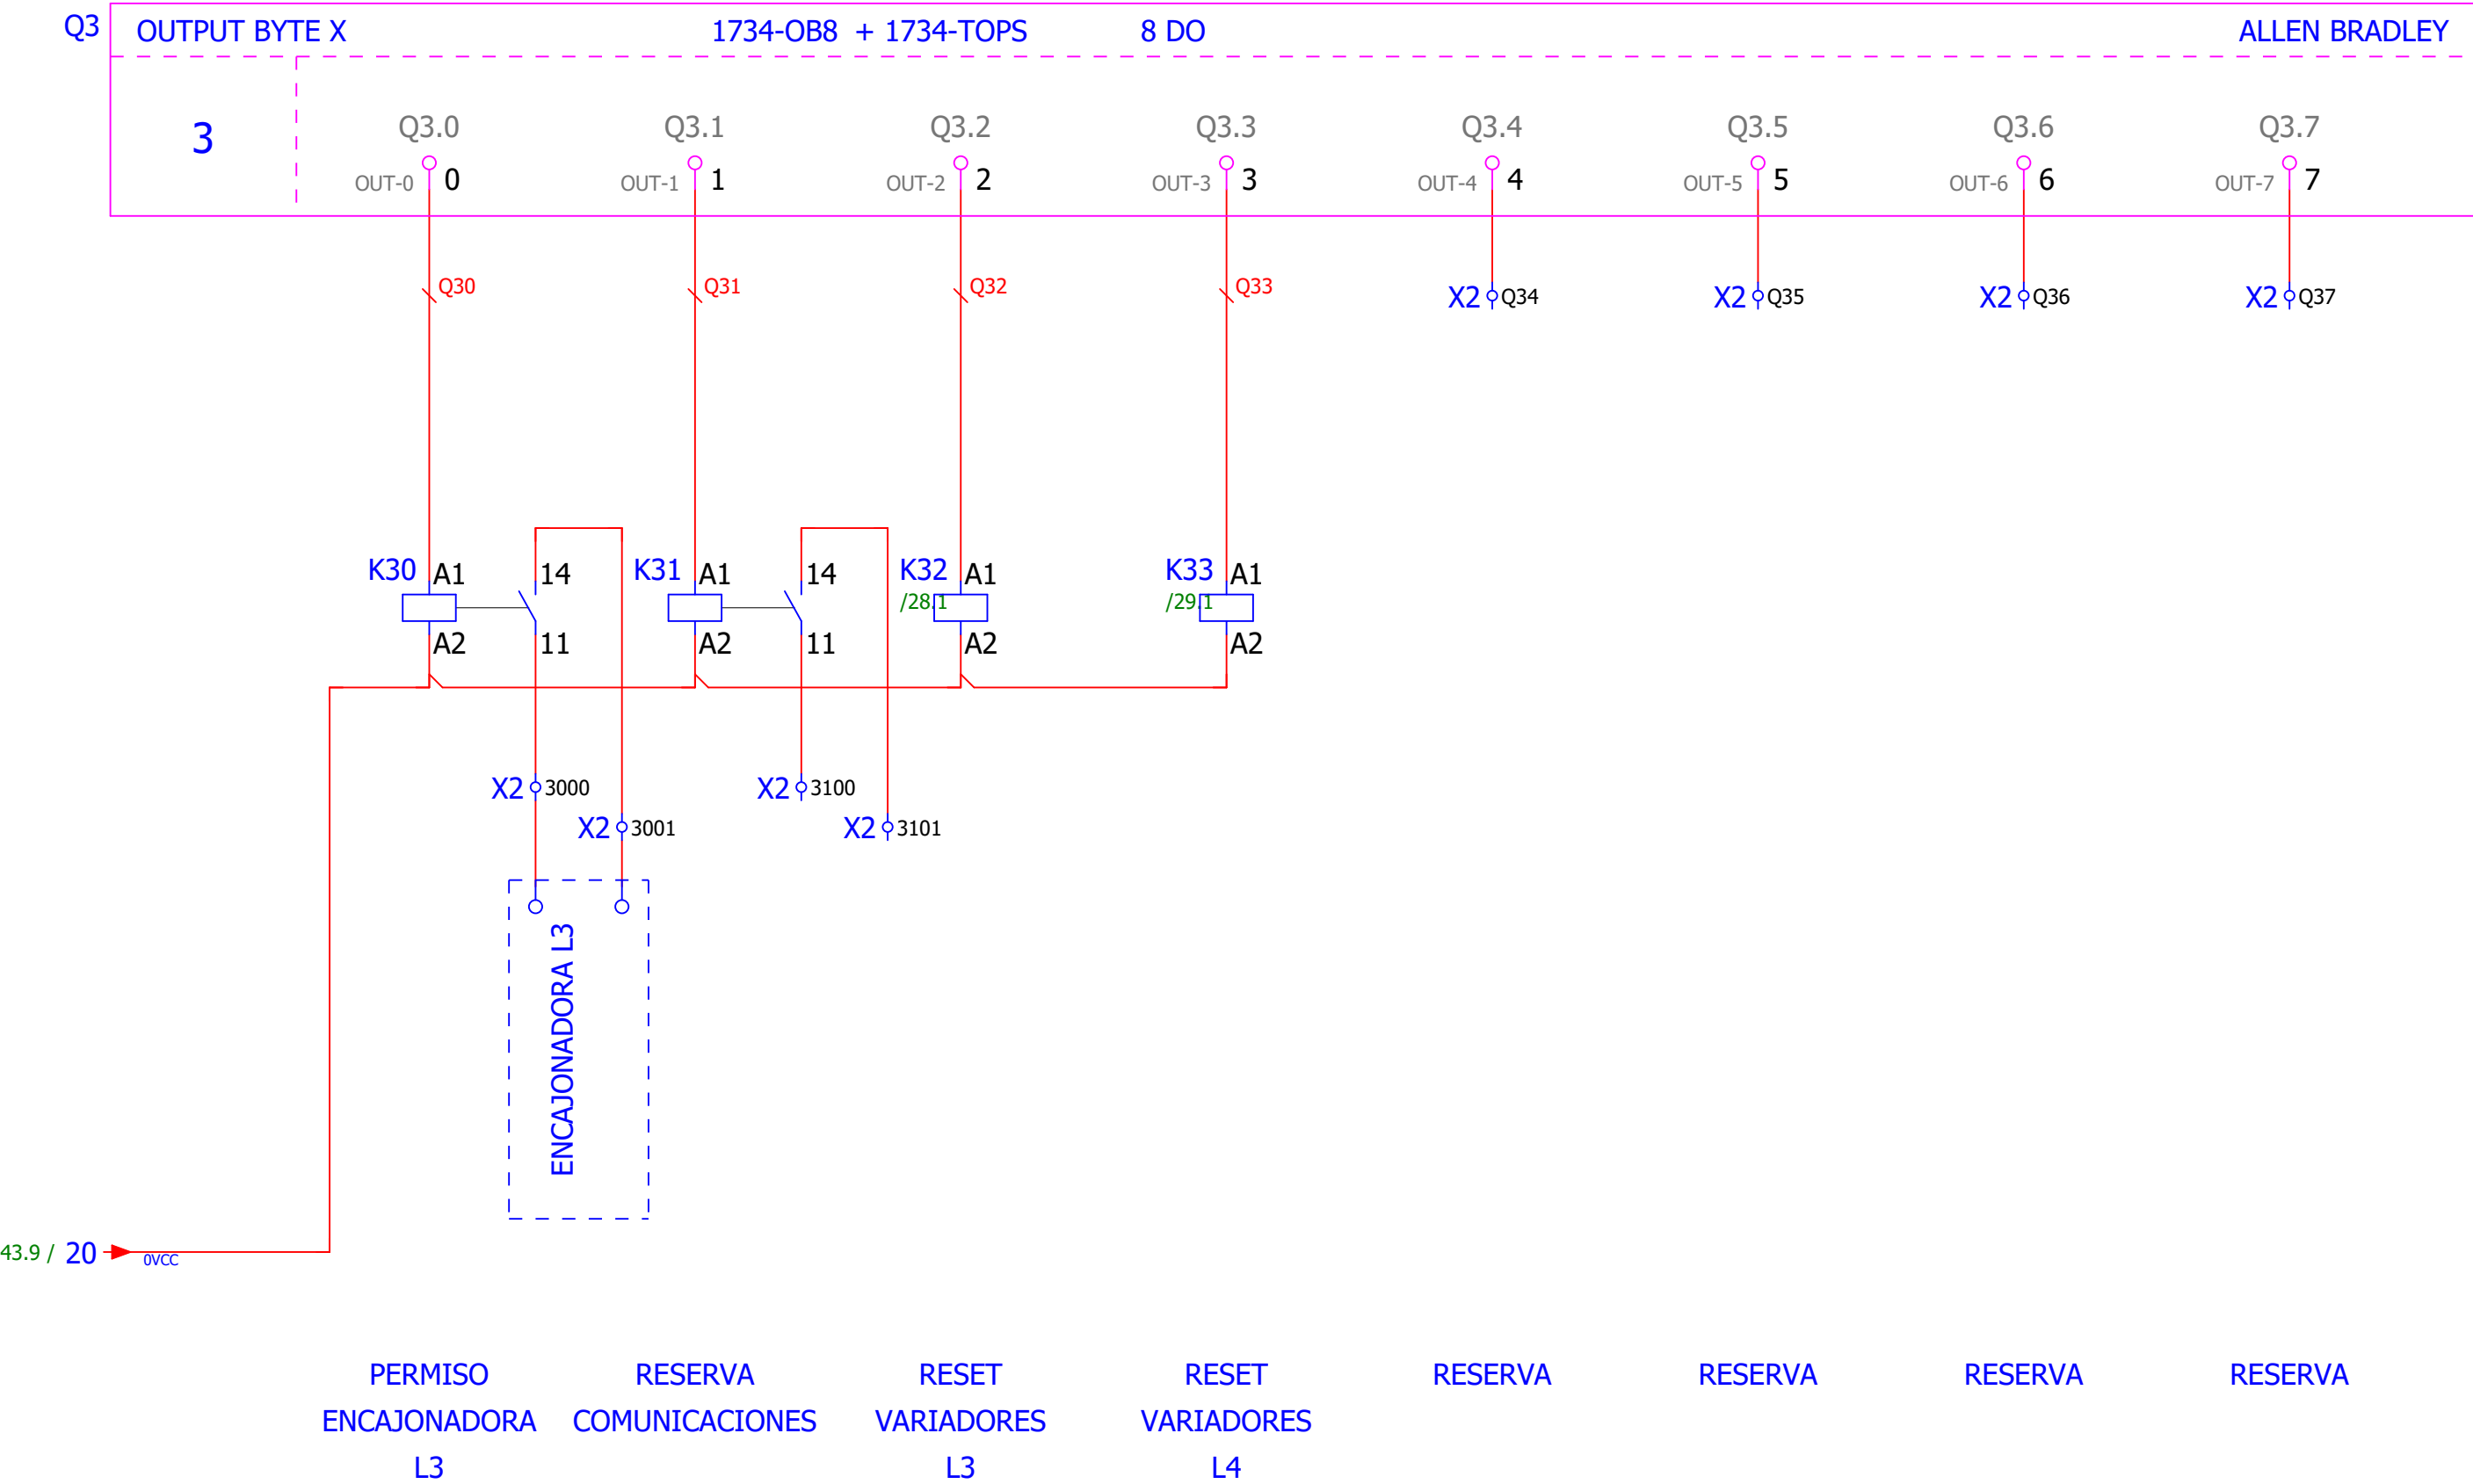 Q3 OUTPUT BYTE X 1734-OB8 + 1734-TOPS 8 DO ALLEN BRADLEY
3 Q3.0 Q3.1 Q3.2 Q3.3 Q3.4 Q3.5 Q3.6 Q3.7
OUT-0 0 OUT-1 1 OUT-2 2 OUT-3 3 OUT-4 4 OUT-5 5 OUT-6 6 OUT-7 7
Q30 Q31 Q32 Q33 X2 Q34 X2 Q35 X2 Q36 X2 Q37
K30 A1 14 K31 A1 14 K32 A1 K33 A1
/28.1 /29.1
A2 11 A2 11 A2 A2
X2 3000 X2 3100
X2 3001 X2 3101
ENCAJONADORA L3
43.9 / 20 0VCC
PERMISO RESERVA RESET RESET RESERVA RESERVA RESERVA RESERVA
ENCAJONADORA COMUNICACIONES VARIADORES VARIADORES
L3 L3 L4